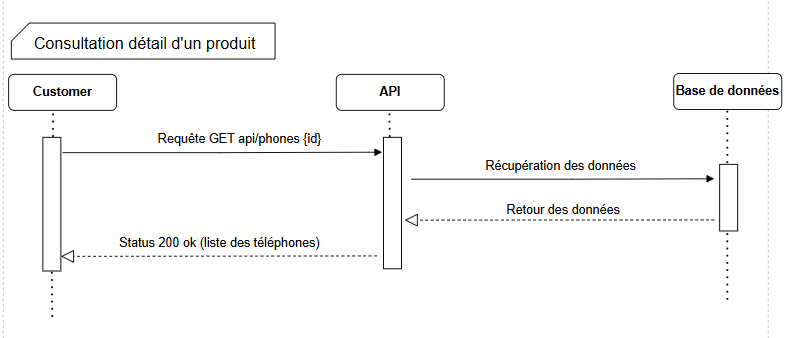 Consultation détail d'un produit
Customer
API
Base de données
Requête GET api/phones {id}
Récupération des données
Retour des données
Status 200 ok (liste des téléphones)